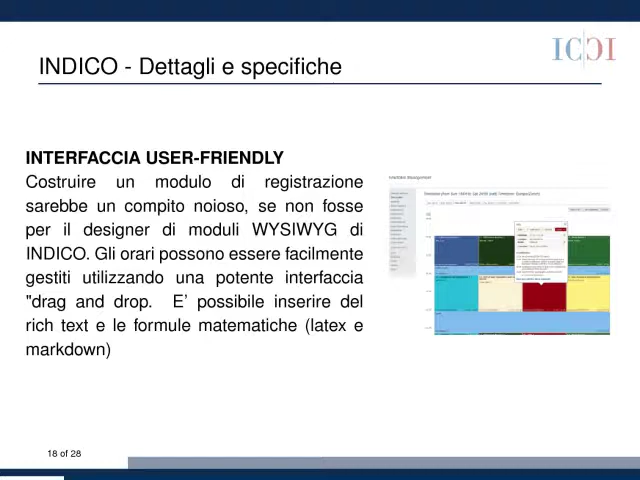 INDICO - Dettagli e specifiche
INTERFACCIA USER-FRIENDLY
Costruire un modulo di registrazione
sarebbe un compito noioso, se non fosse
per il designer di moduli WYSIWYG di
INDICO. Gli orari possono essere facilmente
gestiti utilizzando una potente interfaccia
"drag and drop. E’ possibile inserire del
rich text e le formule matematiche (latex e
markdown)
18 of 28